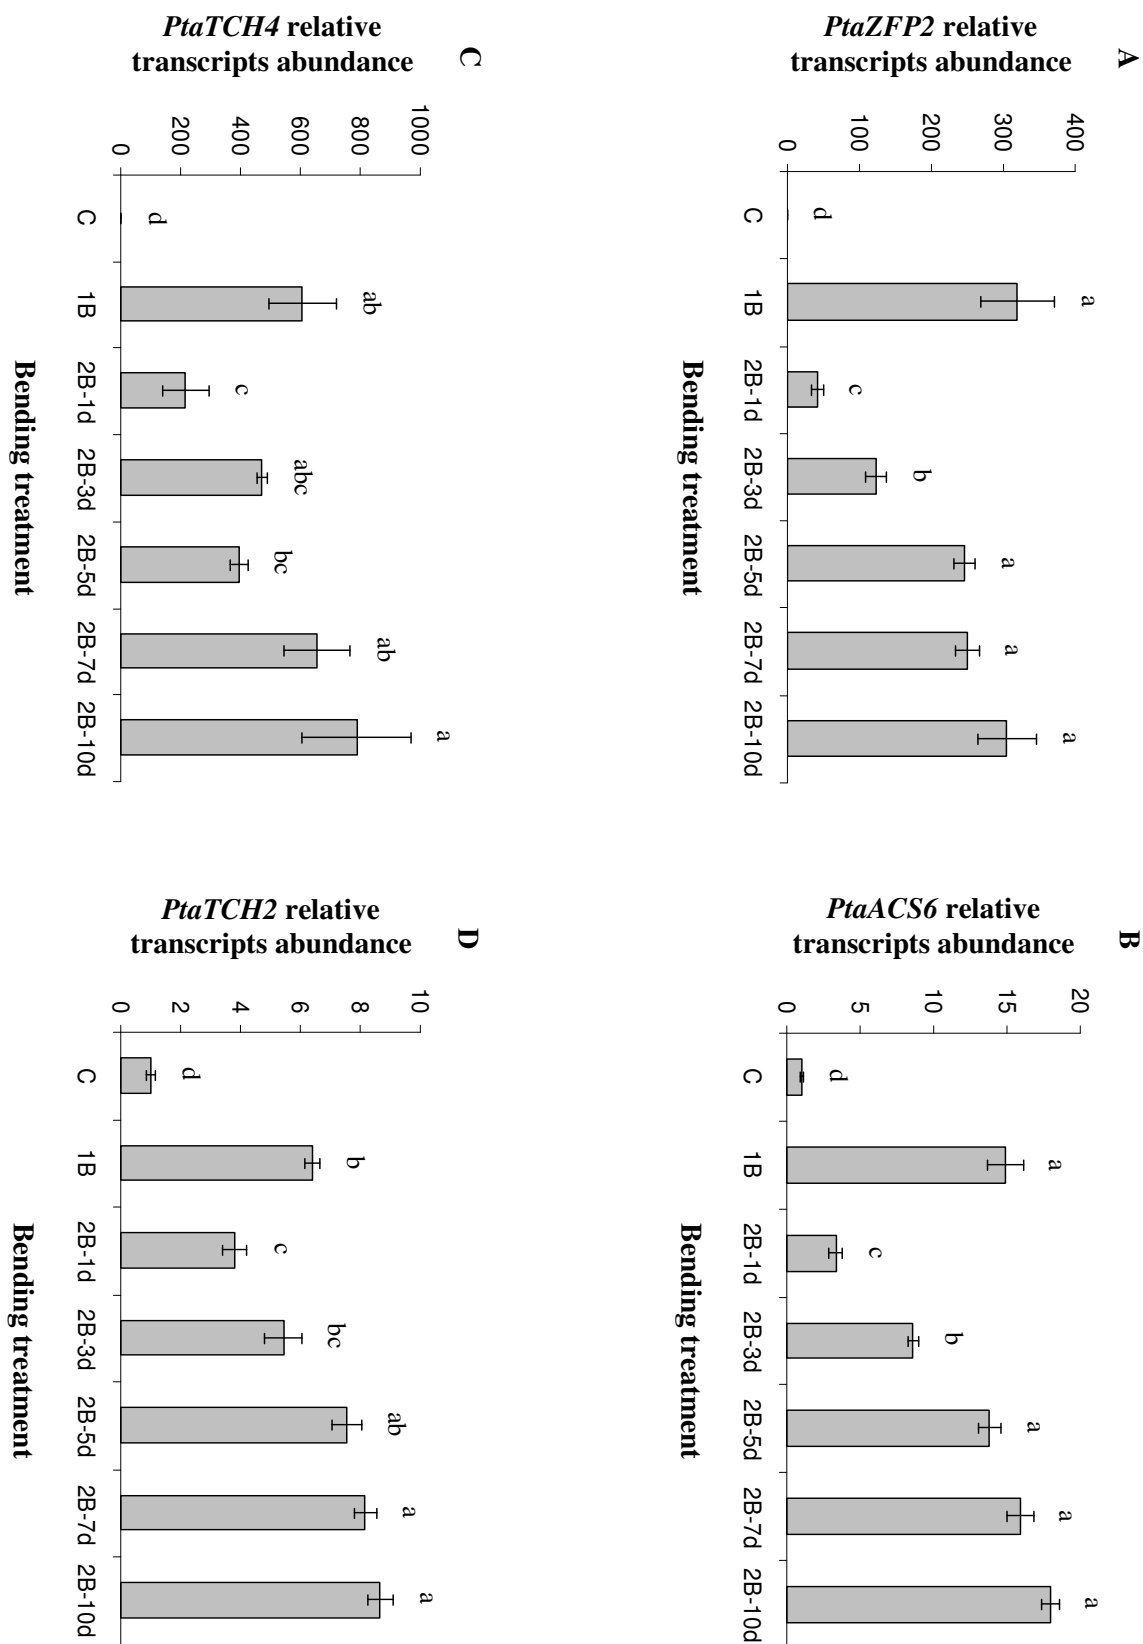 A
PtaZFP2 relative
transcripts abundance
400
300
200
100
0
d
a
c
b
a
a
a
C
1B
2B-1d
2B-3d
2B-5d
2B-7d
2B-10d
Bending treatment
B
PtaACS6 relative
transcripts abundance
20
15
10
5
0
d
a
c
b
a
a
a
C
1B
2B-1d
2B-3d
2B-5d
2B-7d
2B-10d
Bending treatment
C
PtaTCH4 relative
transcripts abundance
1000
800
600
400
200
0
d
ab
c
abc
bc
ab
a
C
1B
2B-1d
2B-3d
2B-5d
2B-7d
2B-10d
Bending treatment
D
PtaTCH2 relative
transcripts abundance
10
8
6
4
2
0
d
b
c
bc
ab
a
a
C
1B
2B-1d
2B-3d
2B-5d
2B-7d
2B-10d
Bending treatment